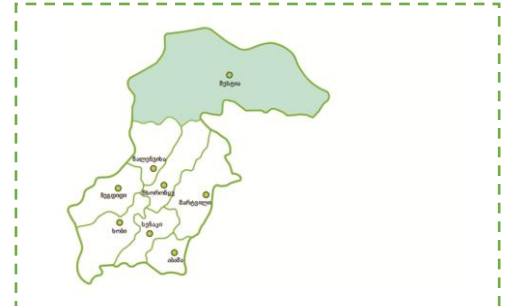 მესტია
წალენჯიხა
ზუგდიდი
ჩხოროწყუ
მარტვილი
ხობი
სენაკი
აბაშა